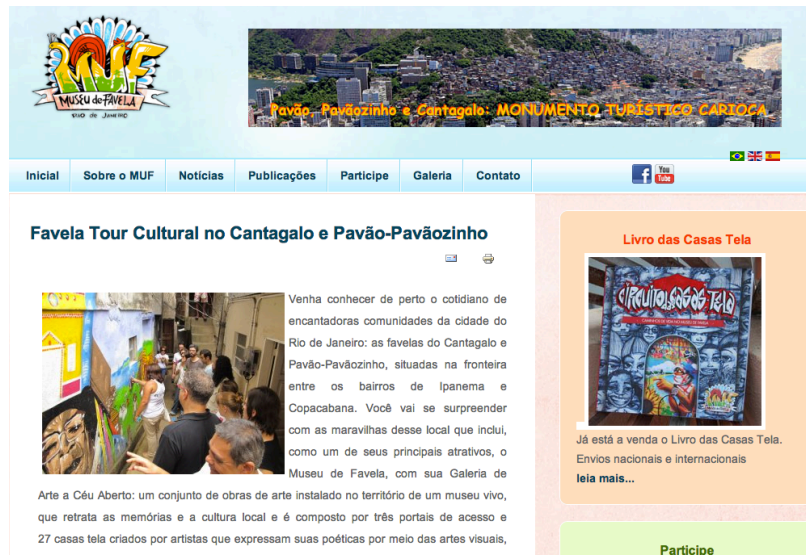 MUF
MUSEU de FAVELA
RIO de JANEIRO
Pavão, Pavãozinho e Cantagalo: MONUMENTO TURÍSTICO CARIOCA
Inicial Sobre o MUF Notícias Publicações Participe Galeria Contato
f You Tube
Favela Tour Cultural no Cantagalo e Pavão-Pavãozinho
Venha conhecer de perto o cotidiano de
encantadoras comunidades da cidade do
Rio de Janeiro: as favelas do Cantagalo e
Pavão-Pavãozinho, situadas na fronteira
entre os bairros de Ipanema e
Copacabana. Você vai se surpreender
com as maravilhas desse local que inclui,
como um de seus principais atrativos, o
Museu de Favela, com sua Galeria de
Arte a Céu Aberto: um conjunto de obras de arte instalado no território de um museu vivo,
que retrata as memórias e a cultura local e é composto por três portais de acesso e
27 casas tela criados por artistas que expressam suas poéticas por meio das artes visuais,
Livro das Casas Tela
CIRCUITO CASAS TELA
MUF
Já está a venda o Livro das Casas Tela.
Envios nacionais e internacionais
leia mais...
Participe